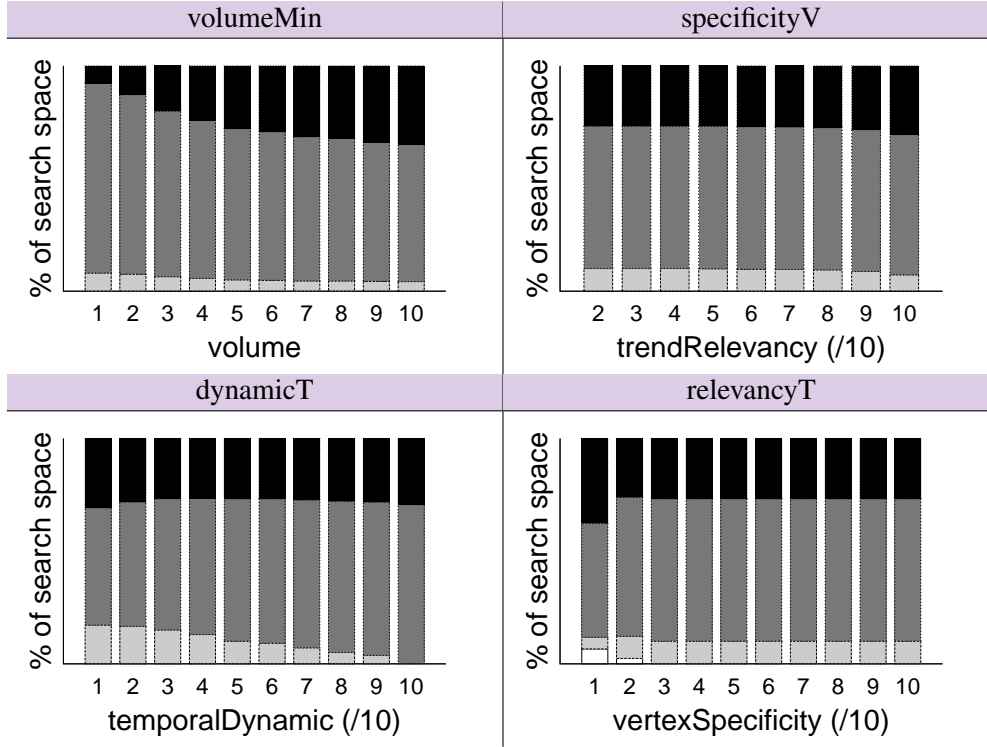 volumeMin
specificityV
% of search space
1 2 3 4 5 6 7 8 9 10
volume
% of search space
2 3 4 5 6 7 8 9 10
trendRelevancy (/10)
dynamicT
relevancyT
% of search space
1 2 3 4 5 6 7 8 9 10
temporalDynamic (/10)
% of search space
1 2 3 4 5 6 7 8 9 10
vertexSpecificity (/10)